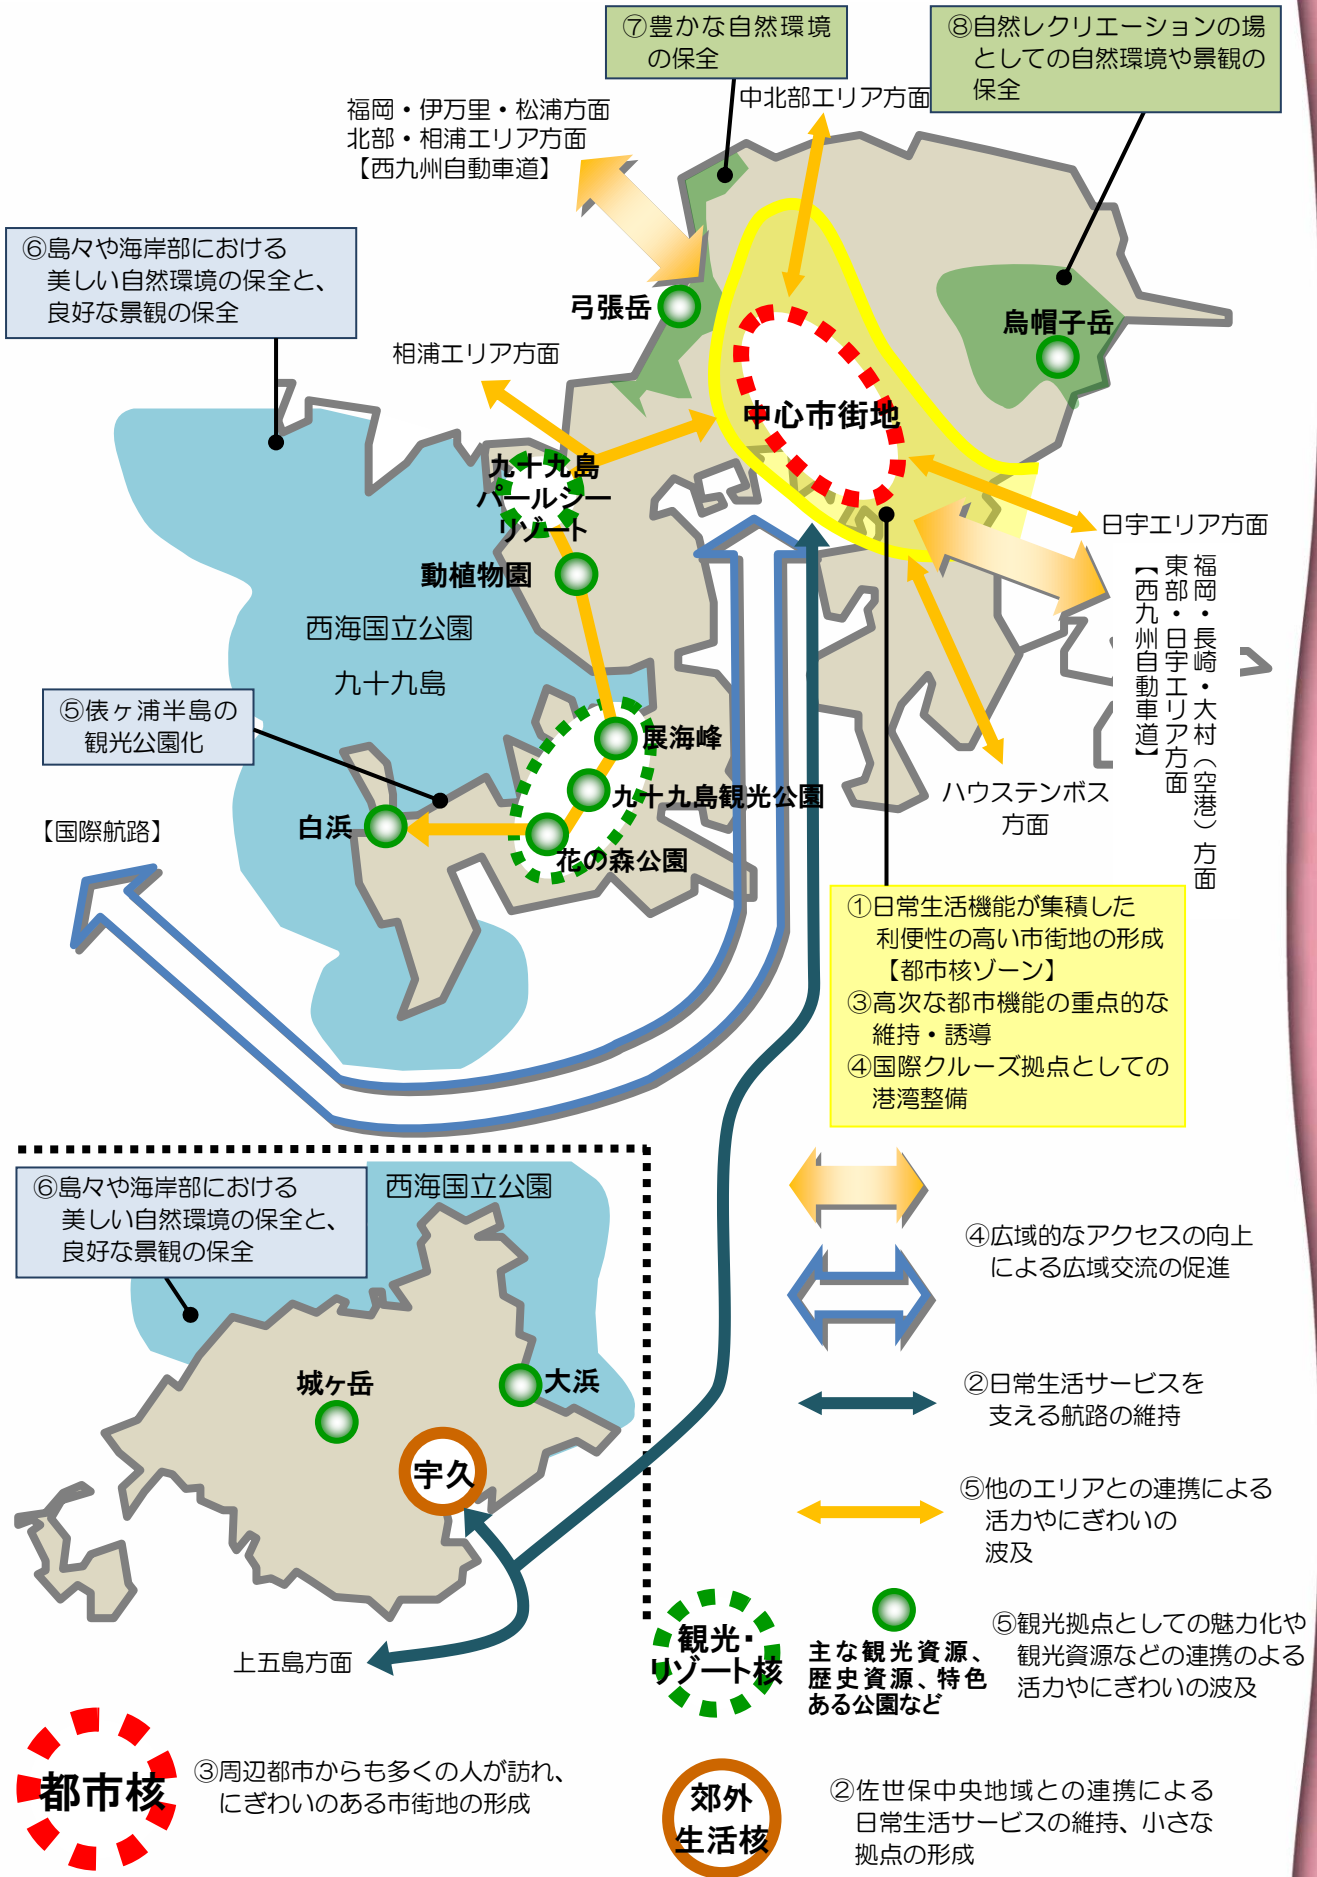 ⑦豊かな自然環境
の保全
⑧自然レクリエーションの場
としての自然環境や景観の
保全
中北部エリア方面
福岡・伊万里・松浦方面
北部・相浦エリア方面
【西九州自動車道】
⑥島々や海岸部における
美しい自然環境の保全と、
良好な景観の保全
弓張岳
烏帽子岳
相浦エリア方面
中心市街地
九十九島
パールシー
リゾート
日宇エリア方面
動植物園
福岡・長崎・大村（空港）方面
東部・日宇エリア方面
【西九州自動車道】
西海国立公園
九十九島
⑤俵ヶ浦半島の
観光公園化
展海峰
九十九島観光公園
ハウステンボス
方面
白浜
【国際航路】
花の森公園
①日常生活機能が集積した
利便性の高い市街地の形成
【都市核ゾーン】
③高次な都市機能の重点的な
維持・誘導
④国際クルーズ拠点としての
港湾整備
⑥島々や海岸部における
美しい自然環境の保全と、
良好な景観の保全
西海国立公園
④広域的なアクセスの向上
による広域交流の促進
城ヶ岳
大浜
②日常生活サービスを
支える航路の維持
宇久
⑤他のエリアとの連携による
活力やにぎわいの
波及
上五島方面
観光・
リゾート核
主な観光資源、
歴史資源、特色
ある公園など
⑤観光拠点としての魅力化や
観光資源などの連携のよる
活力やにぎわいの波及
都市核
③周辺都市からも多くの人が訪れ、
にぎわいのある市街地の形成
郊外
生活核
②佐世保中央地域との連携による
日常生活サービスの維持、小さな
拠点の形成